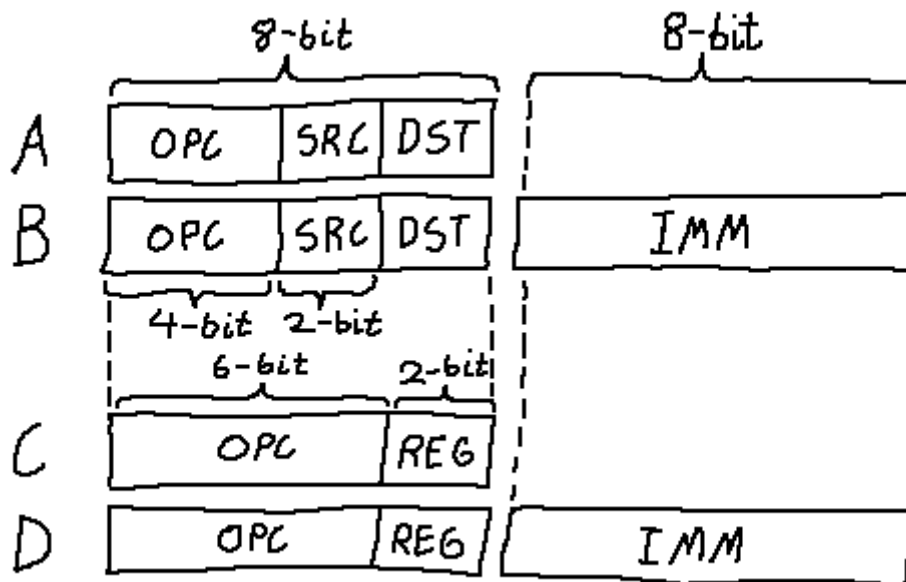 8-bit 8-bit
A OPC SRC DST
B OPC SRC DST IMM
4-bit 2-bit
6-bit 2-bit
C OPC REG
D OPC REG IMM